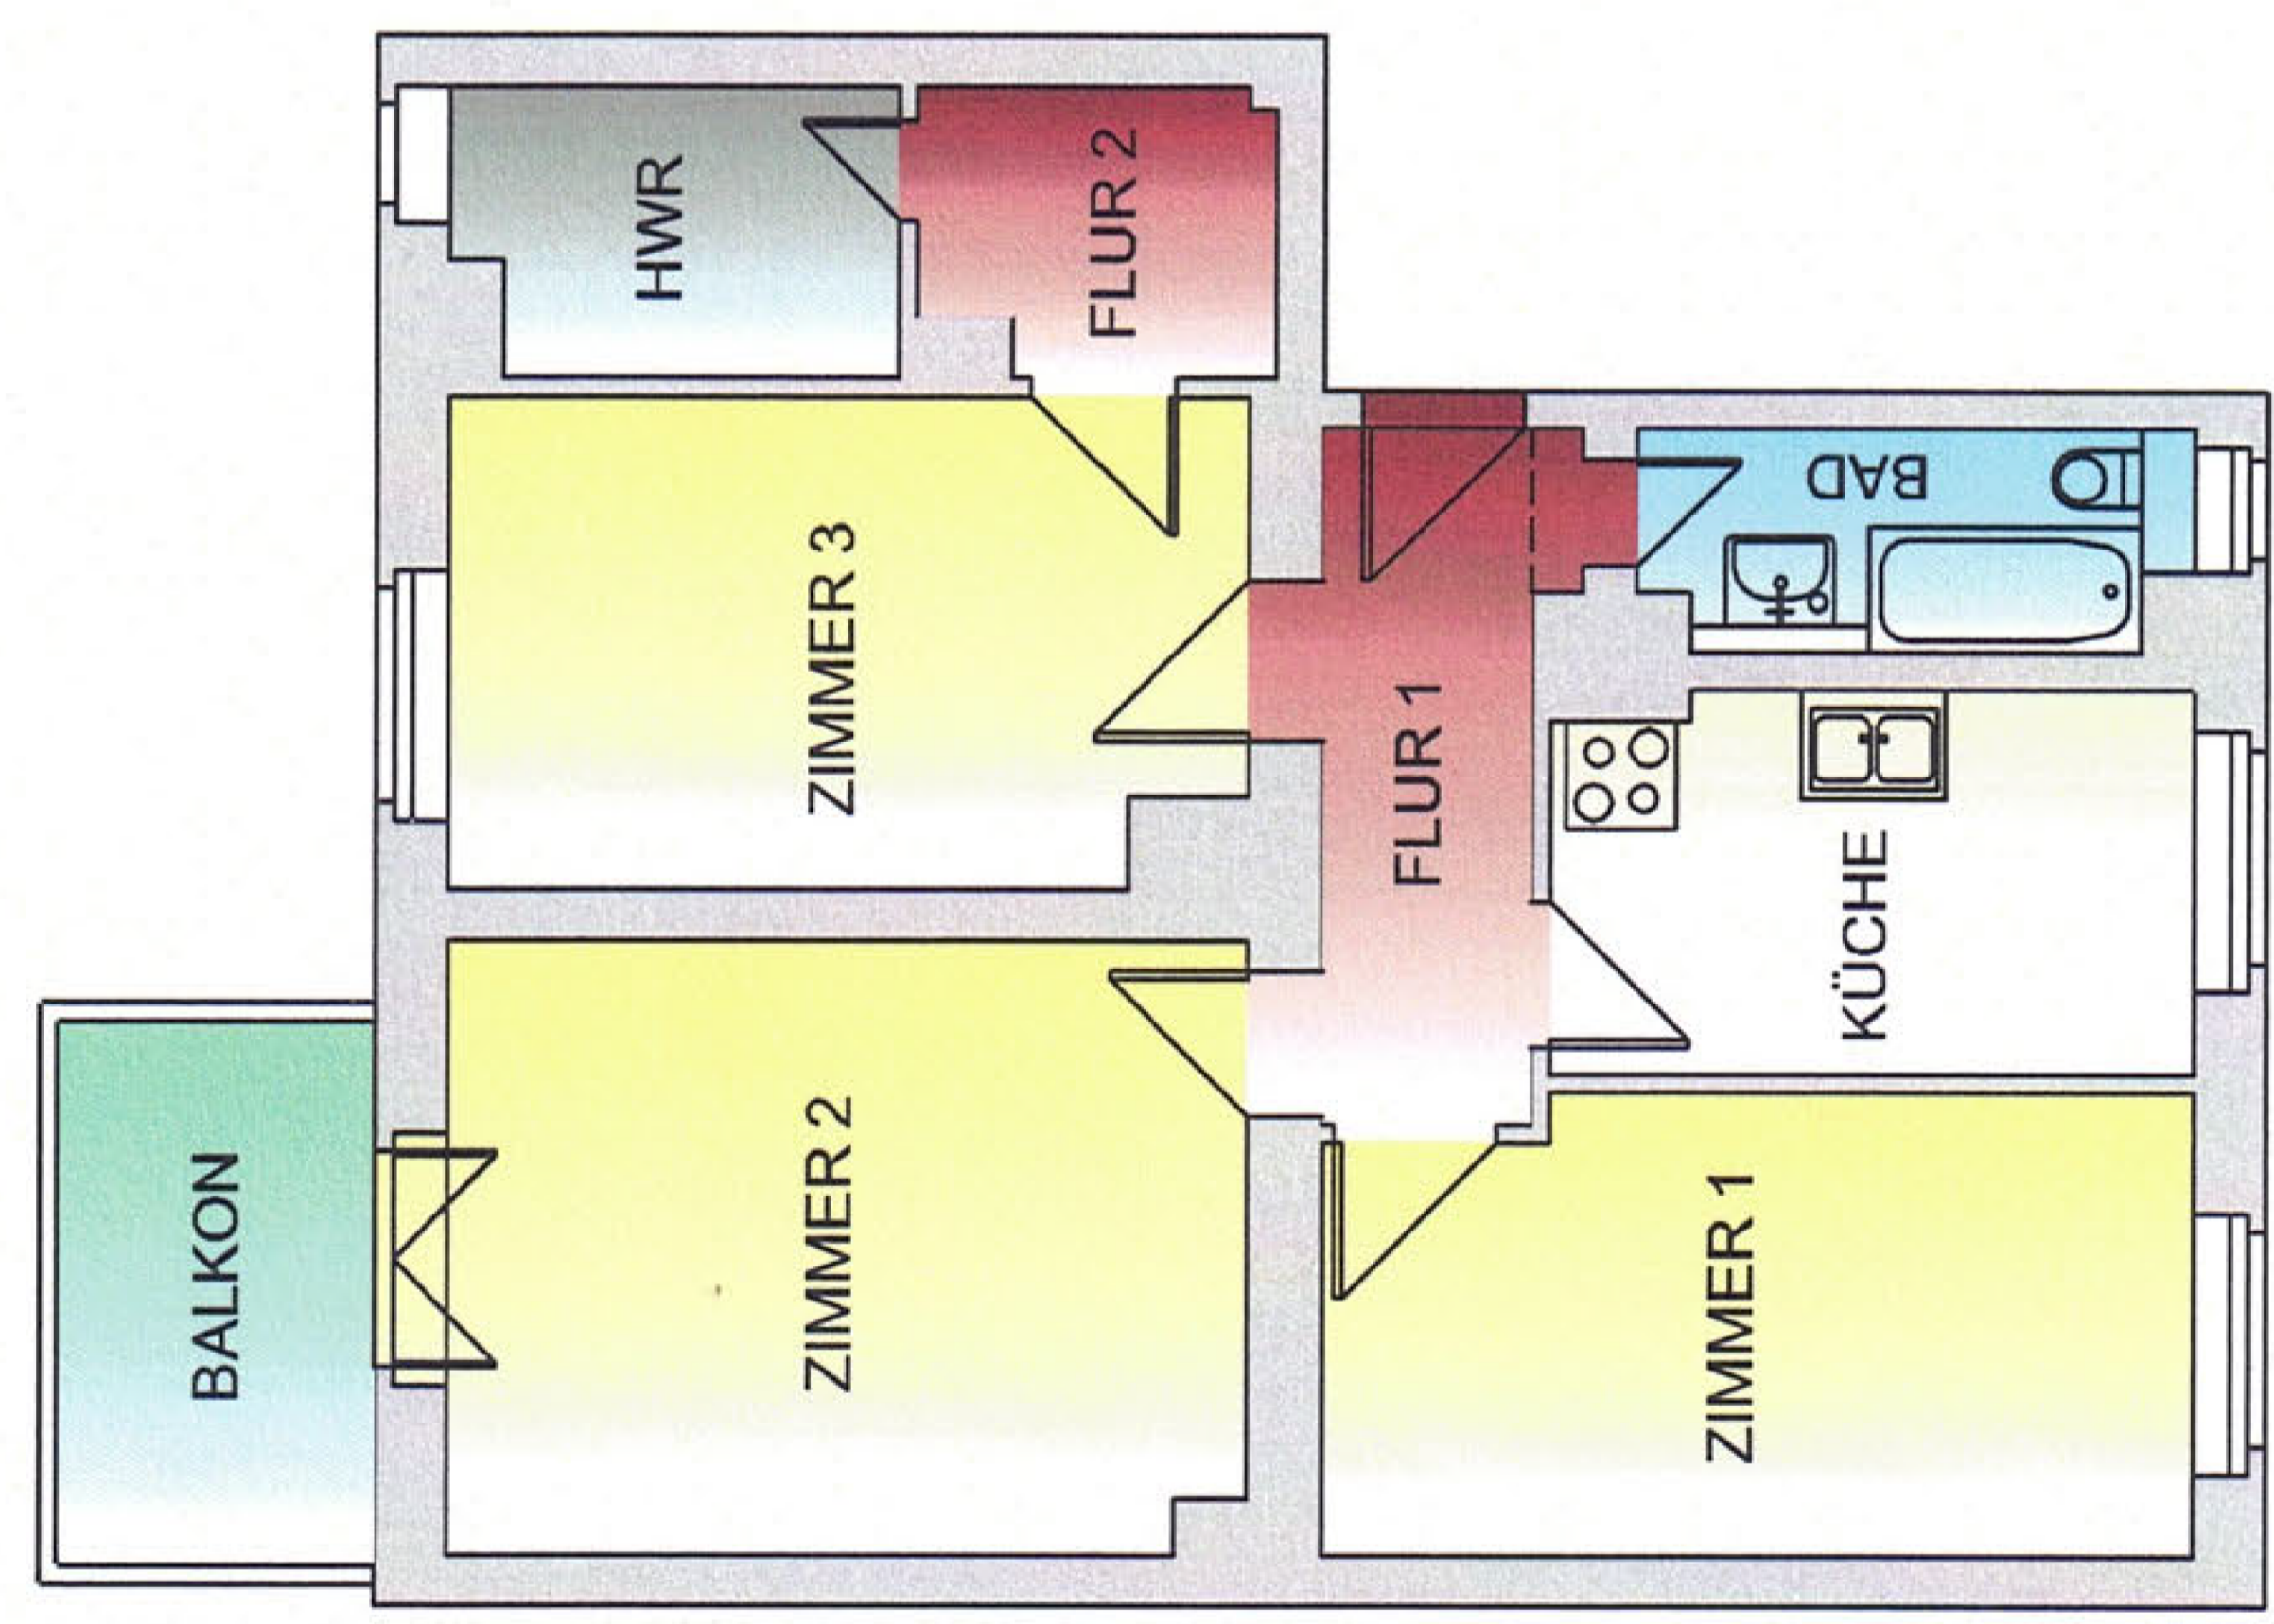 HWR
FLUR 2
ZIMMER 3
FLUR 1
BAD
KÜCHE
BALKON
ZIMMER 2
ZIMMER 1